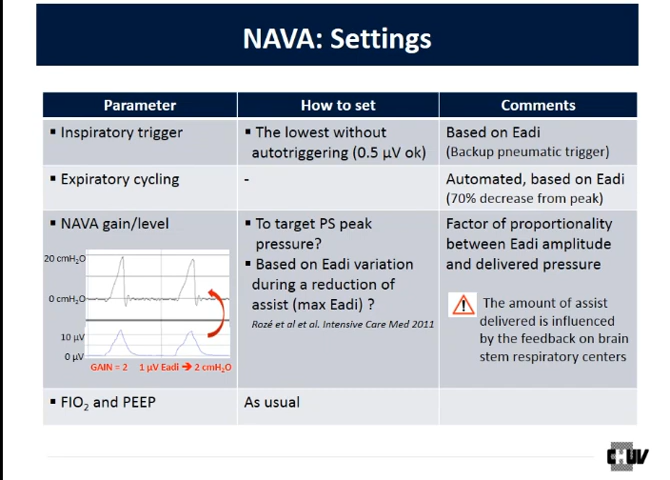 NAVA: Settings
Parameter
How to set
Comments
▪ Inspiratory trigger
▪ The lowest without
autotriggering (0.5 µV ok)
Based on Eadi
(Backup pneumatic trigger)
▪ Expiratory cycling
-
Automated, based on Eadi
(70% decrease from peak)
▪ NAVA gain/level
20 cmH₂O
0 cmH₂O
10 µV
0 µV
GAIN = 2 1 µV Eadi ➔ 2 cmH₂O
▪ To target PS peak
pressure?
▪ Based on Eadi variation
during a reduction of
assist (max Eadi) ?
Rozé et al et al. Intensive Care Med 2011
Factor of proportionality
between Eadi amplitude
and delivered pressure
The amount of assist
delivered is influenced
by the feedback on brain
stem respiratory centers
▪ FIO₂ and PEEP
As usual
CHUV